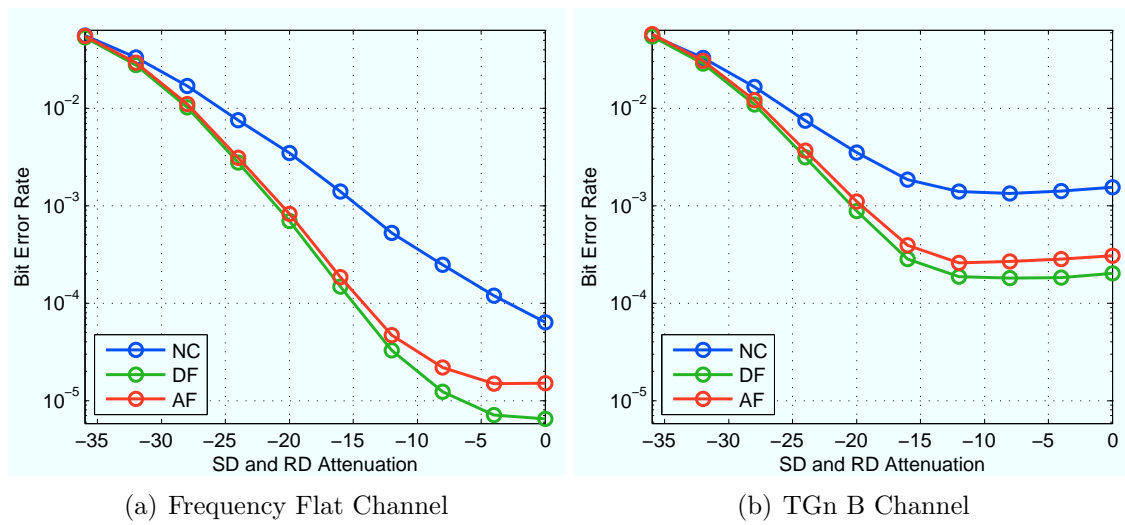 10−2
10−3
10−4
10−5
Bit Error Rate
NC
DF
AF
−35 −30 −25 −20 −15 −10 −5 0
SD and RD Attenuation
(a) Frequency Flat Channel
10−2
10−3
10−4
10−5
Bit Error Rate
NC
DF
AF
−35 −30 −25 −20 −15 −10 −5 0
SD and RD Attenuation
(b) TGn B Channel